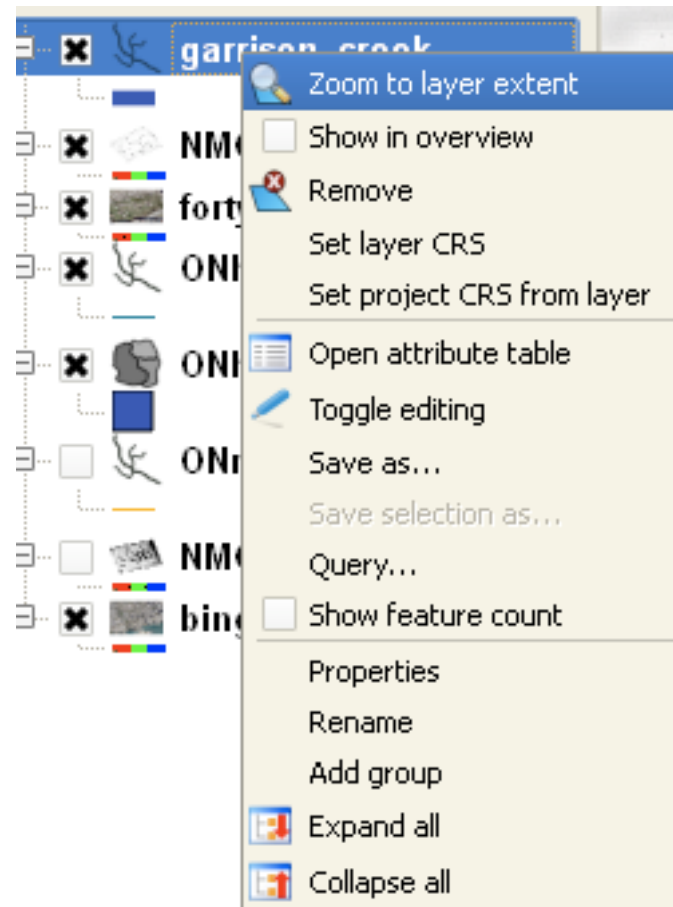 garrison_creek
Zoom to layer extent
Show in overview
Remove
Set layer CRS
Set project CRS from layer
Open attribute table
Toggle editing
Save as...
Save selection as...
Query...
Show feature count
Properties
Rename
Add group
Expand all
Collapse all